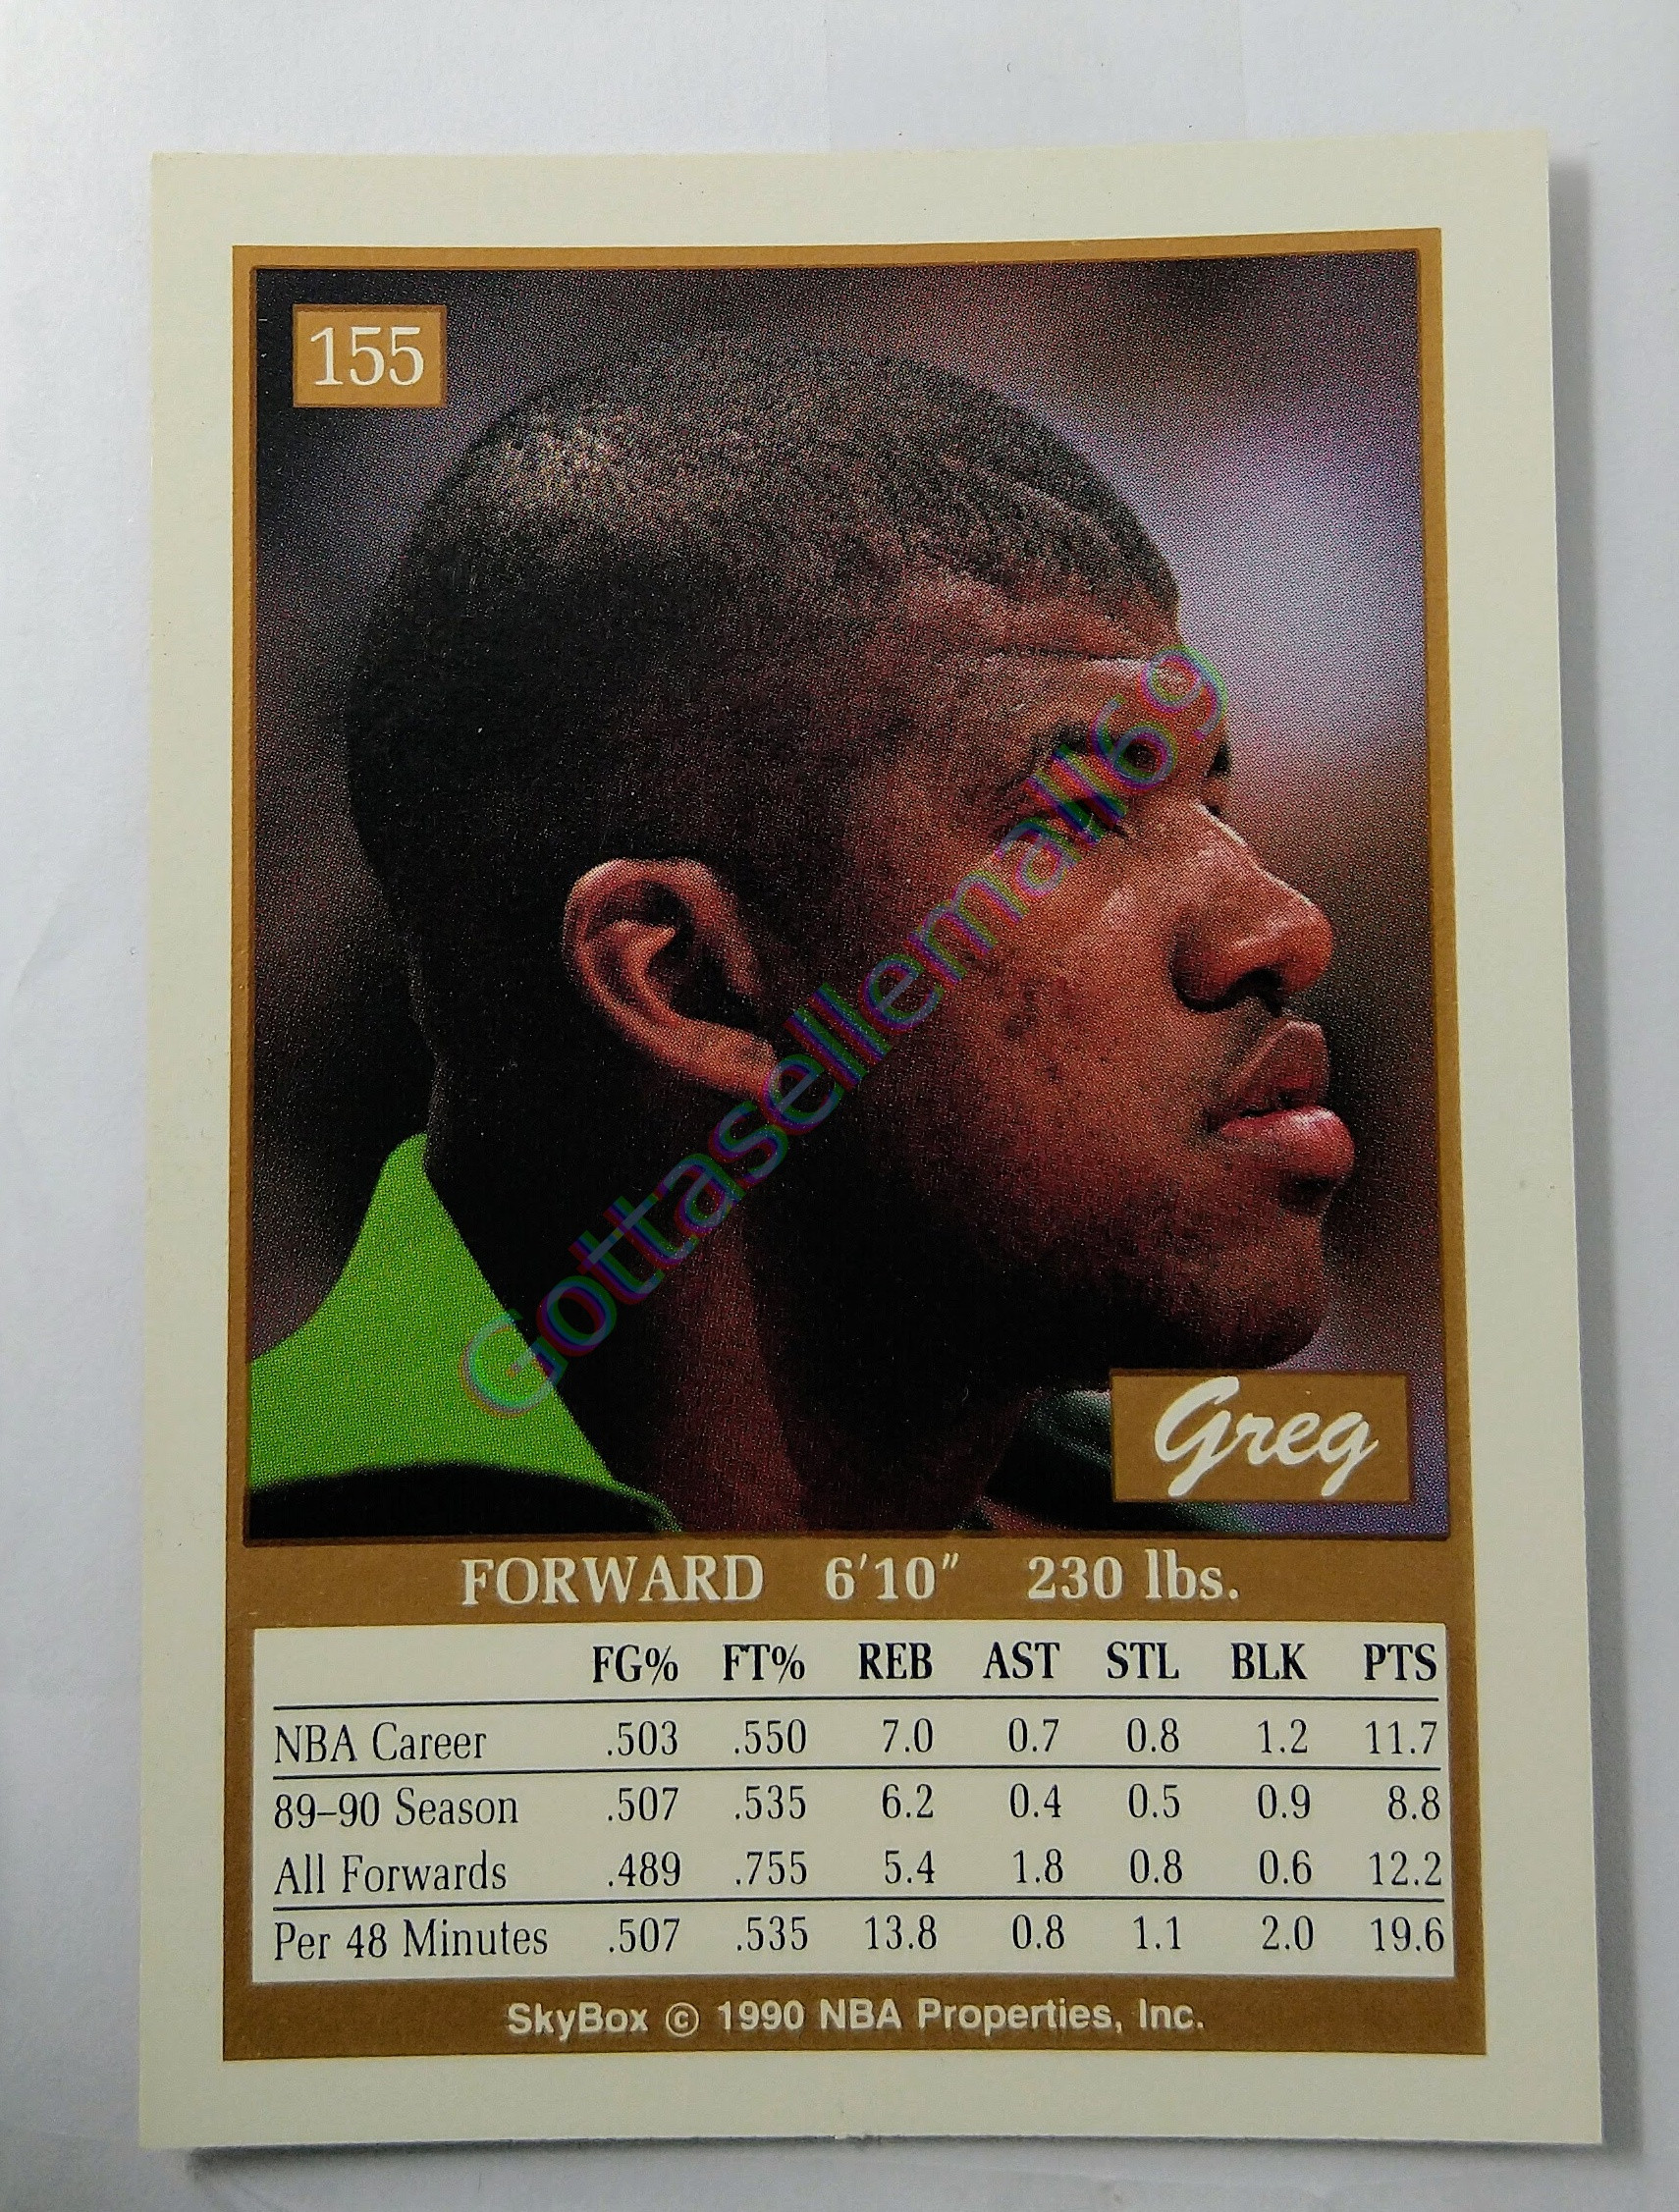 155
Gottasellemall69
Greg
FORWARD 6'10" 230 lbs.
FG% FT% REB AST STL BLK PTS
NBA Career .503 .550 7.0 0.7 0.8 1.2 11.7
89–90 Season .507 .535 6.2 0.4 0.5 0.9 8.8
All Forwards .489 .755 5.4 1.8 0.8 0.6 12.2
Per 48 Minutes .507 .535 13.8 0.8 1.1 2.0 19.6
SkyBox © 1990 NBA Properties, Inc.